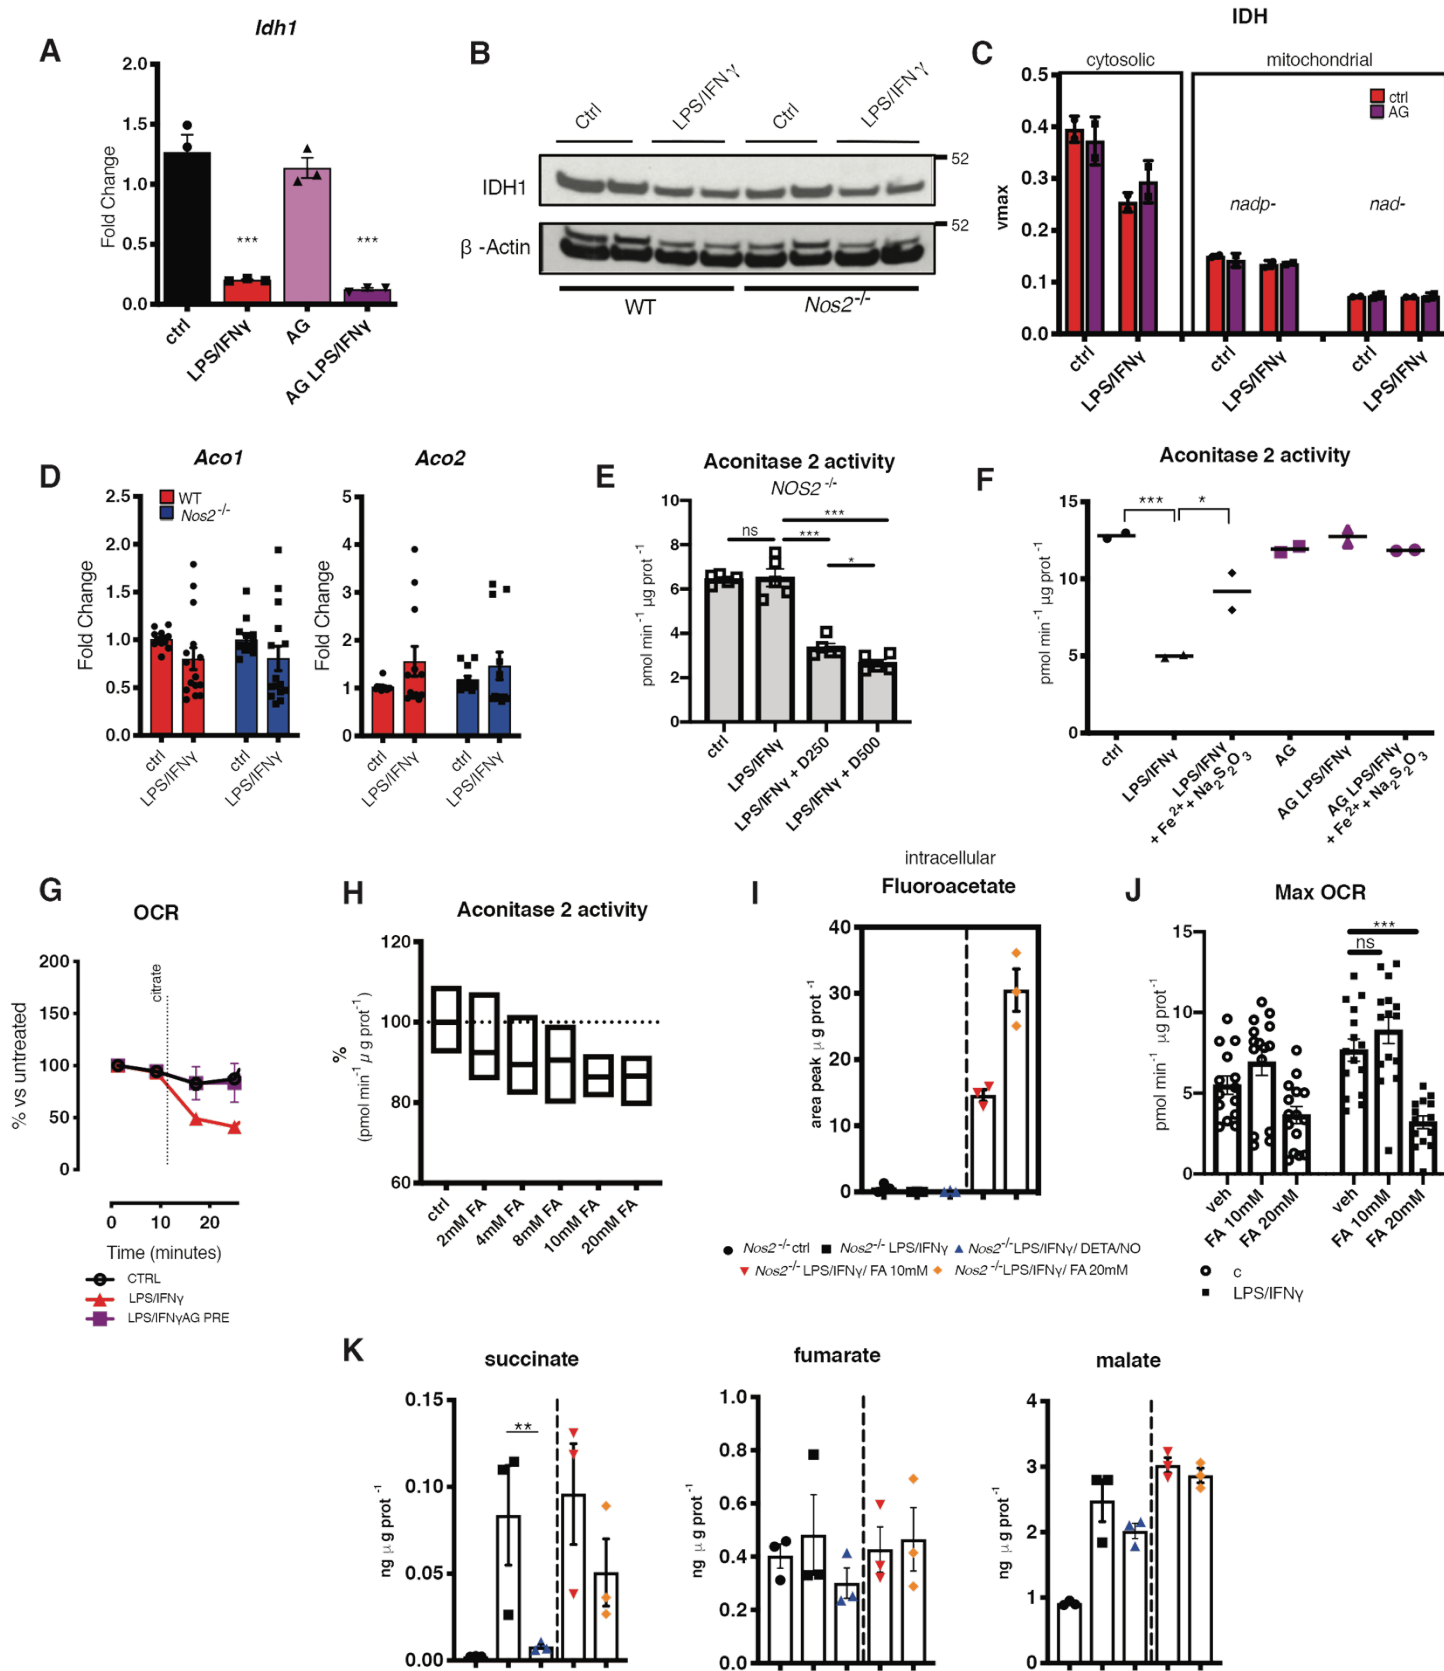 A
Idh1
Fold Change
2.0
1.5
1.0
0.5
0.0
***
***
ctrl
LPS/IFNγ
AG
AG LPS/IFNγ
B
Ctrl
LPS/IFNγ
Ctrl
LPS/IFNγ
IDH1
52
β -Actin
52
WT
Nos2-/-
C
IDH
cytosolic
mitochondrial
ctrl
AG
vmax
0.5
0.4
0.3
0.2
0.1
0.0
nadp-
nad-
ctrl
LPS/IFNγ
ctrl
LPS/IFNγ
ctrl
LPS/IFNγ
D
Aco1
WT
Nos2-/-
Fold Change
2.5
2.0
1.5
1.0
0.5
0.0
ctrl
LPS/IFNγ
ctrl
LPS/IFNγ
Aco2
Fold Change
5
4
3
2
1
0
ctrl
LPS/IFNγ
ctrl
LPS/IFNγ
E
Aconitase 2 activity
NOS2-/-
pmol min-1 µg prot-1
10
8
6
4
2
0
ns
***
***
*
ctrl
LPS/IFNγ
LPS/IFNγ + D250
LPS/IFNγ + D500
F
Aconitase 2 activity
pmol min-1 µg prot-1
15
10
5
0
***
*
ctrl
LPS/IFNγ
LPS/IFNγ
+ Fe2+ + Na2S2O3
AG
AG LPS/IFNγ
AG LPS/IFNγ
+ Fe2+ + Na2S2O3
G
OCR
% vs untreated
200
150
100
50
0
citrate
0
10
20
Time (minutes)
CTRL
LPS/IFNγ
LPS/IFNγAG PRE
H
Aconitase 2 activity
%
(pmol min-1 µ g prot-1)
120
100
80
60
ctrl
2mM FA
4mM FA
8mM FA
10mM FA
20mM FA
I
intracellular
Fluoroacetate
area peak µ g prot-1
40
30
20
10
0
Nos2-/- ctrl
Nos2-/- LPS/IFNγ
Nos2-/-LPS/IFNγ/ DETA/NO
Nos2-/- LPS/IFNγ/ FA 10mM
Nos2-/-LPS/IFNγ/ FA 20mM
J
Max OCR
pmol min-1 µg prot-1
15
10
5
0
***
ns
veh
FA 10mM
FA 20mM
veh
FA 10mM
FA 20mM
c
LPS/IFNγ
K
succinate
ng µ g prot-1
0.15
0.10
0.05
0.00
**
fumarate
ng µ g prot-1
1.0
0.8
0.6
0.4
0.2
0.0
malate
ng µ g prot-1
4
3
2
1
0